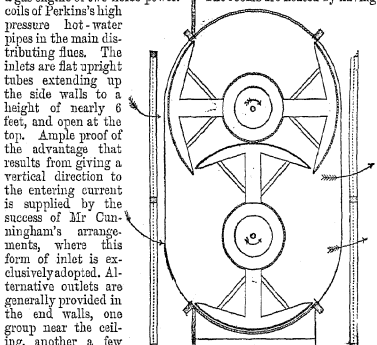 coils of Perkins's high
pressure hot-water
pipes in the main dis-
tributing flues. The
inlets are flat upright
tubes extending up
the side walls to a
height of nearly 6
feet, and open at the
top. Ample proof of
the advantage that
results from giving a
vertical direction to
the entering current
is supplied by the
success of Mr Cun-
ningham's arrange-
ments, where this
form of inlet is ex-
clusively adopted. Al-
ternative outlets are
generally provided in
the end walls, one
group near the ceil-
ing, another a few